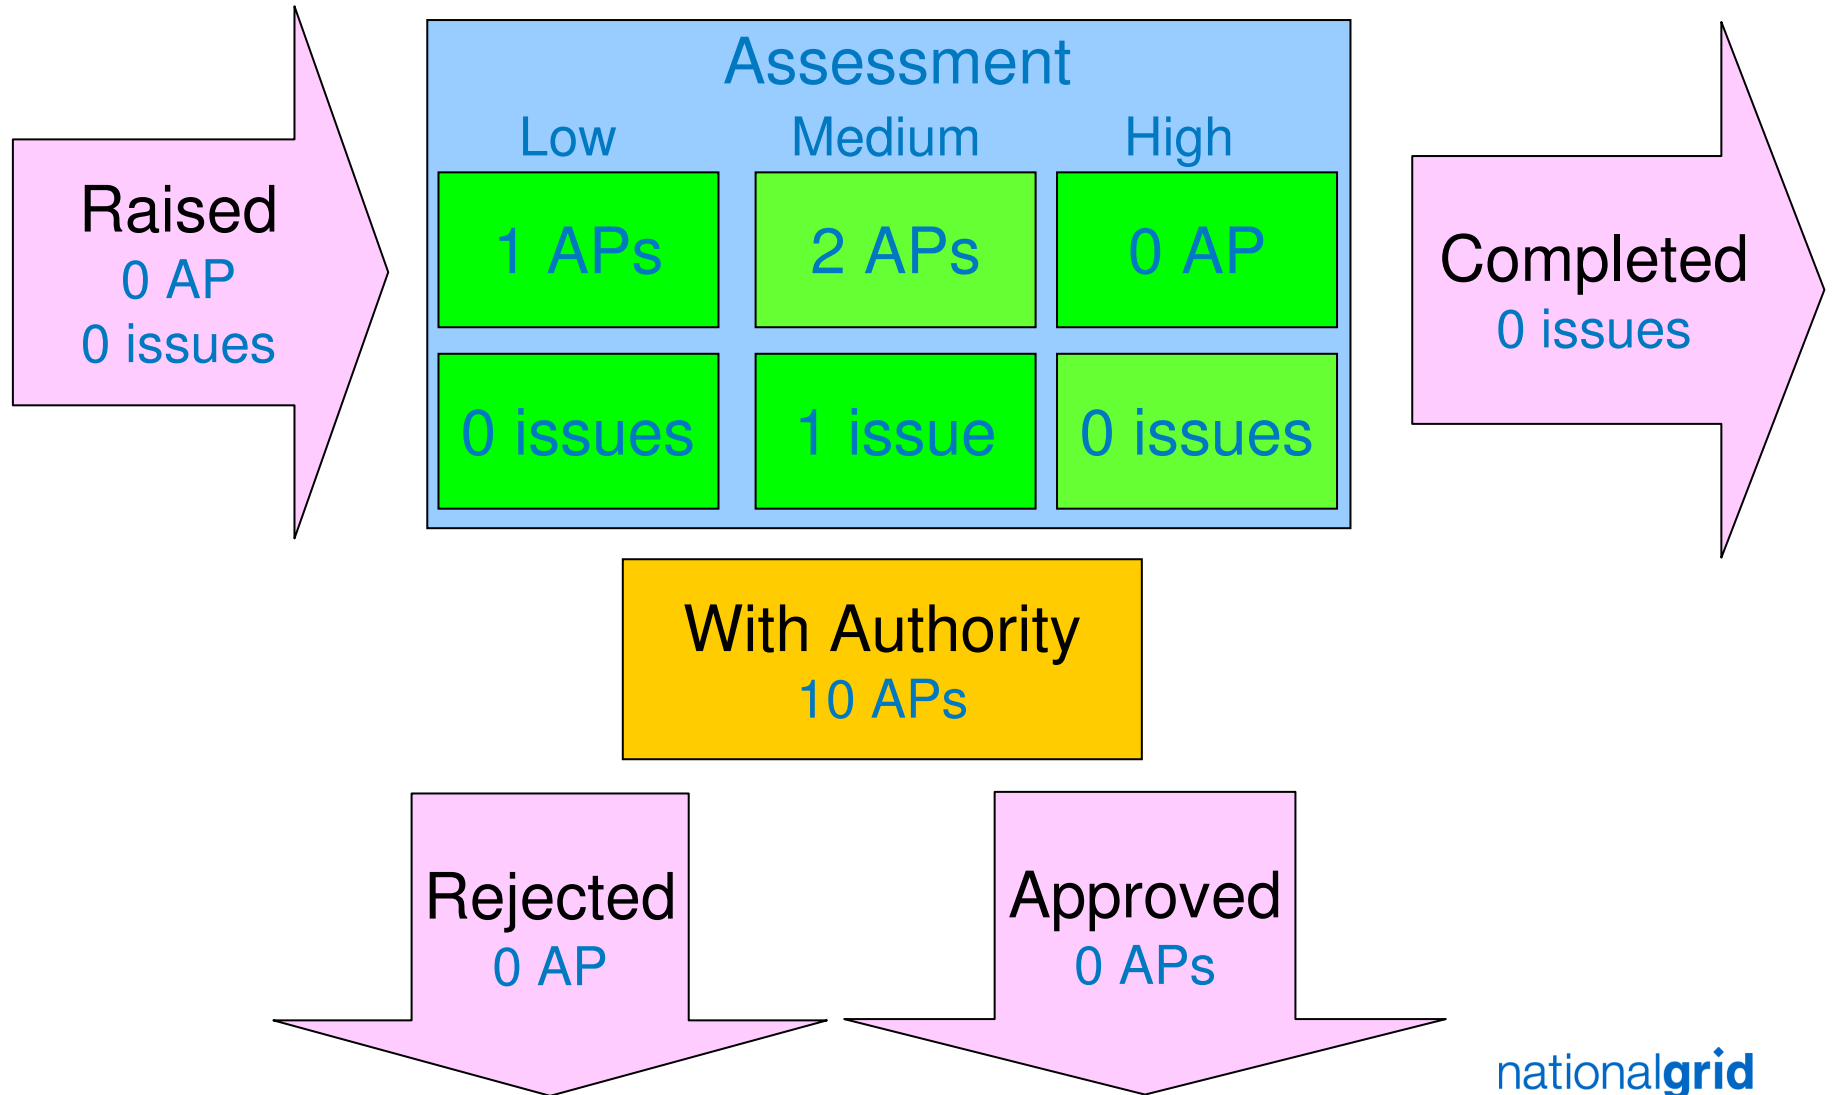 Raised
0 AP
0 issues
Assessment
Low Medium High
1 APs 2 APs 0 AP
0 issues 1 issue 0 issues
Completed
0 issues
With Authority
10 APs
Rejected
0 AP
Approved
0 APs
nationalgrid